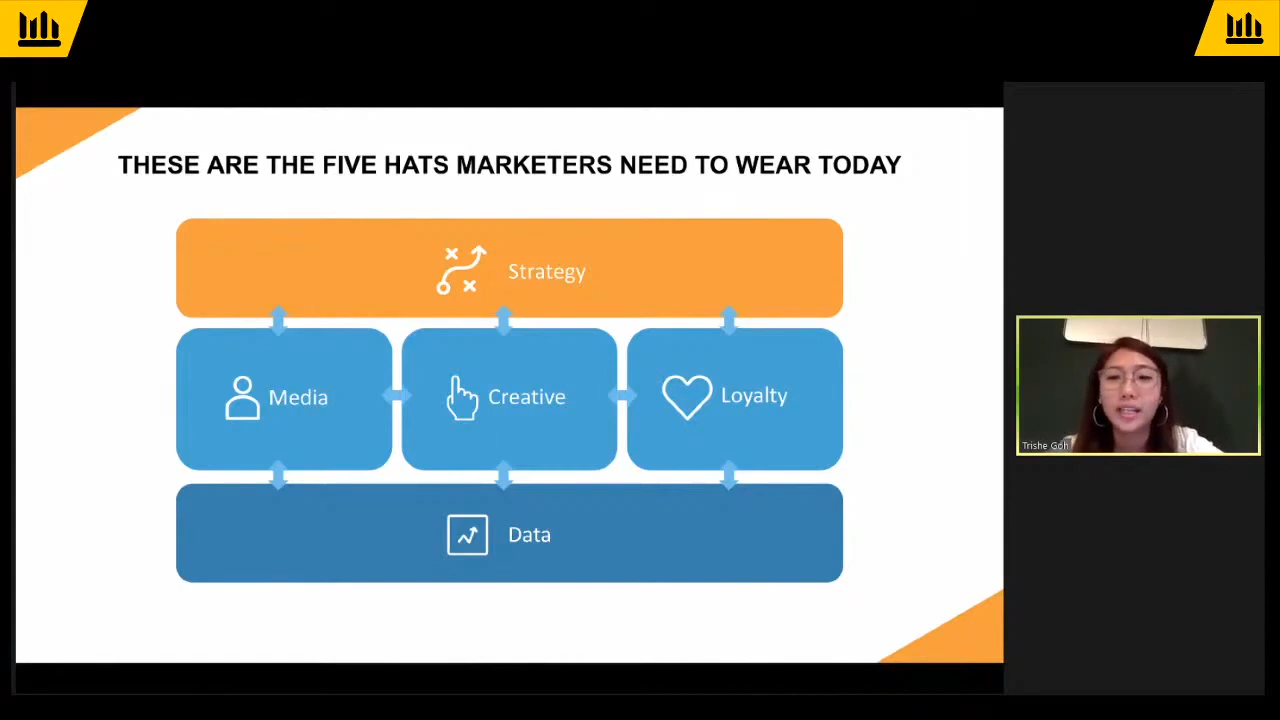 THESE ARE THE FIVE HATS MARKETERS NEED TO WEAR TODAY
Strategy
Media
Creative
Loyalty
Data
Trishe Goh